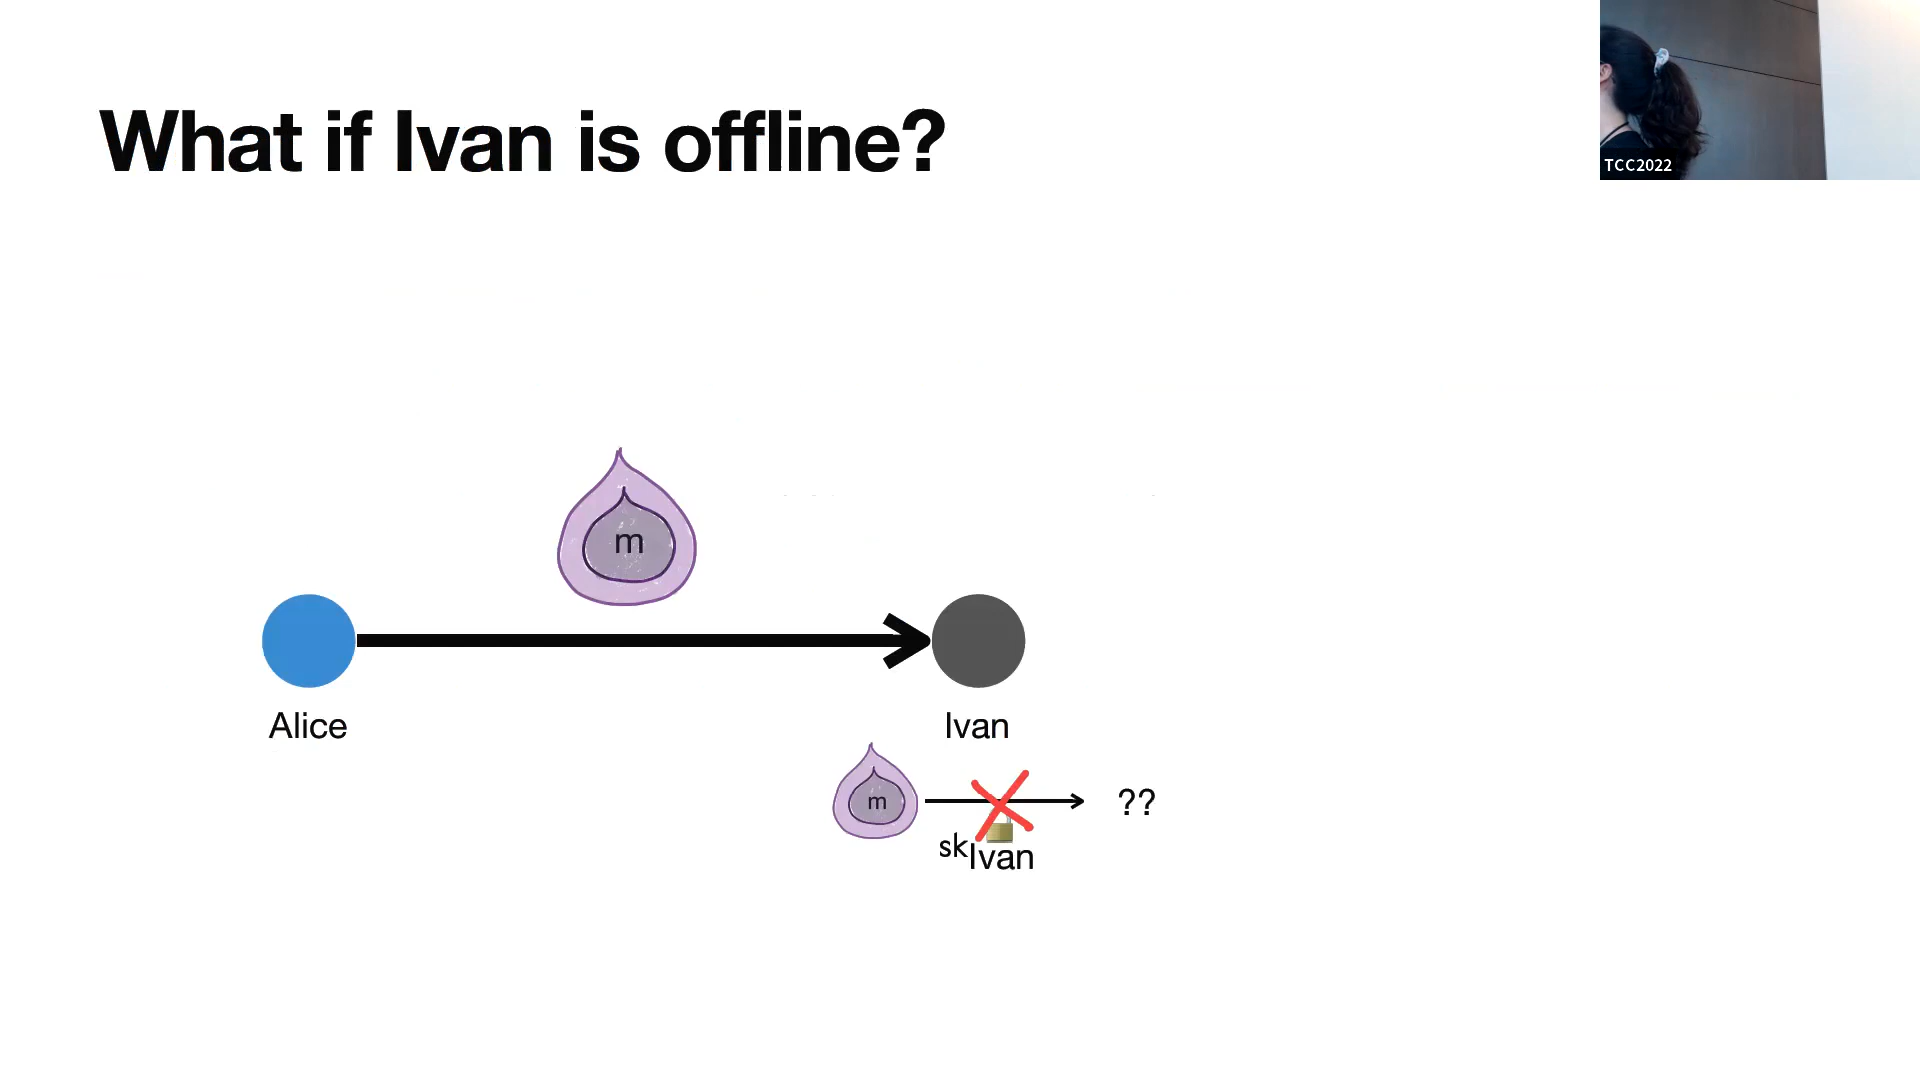 What if Ivan is offline?
TCC2022
m
Alice
Ivan
m
??
skIvan